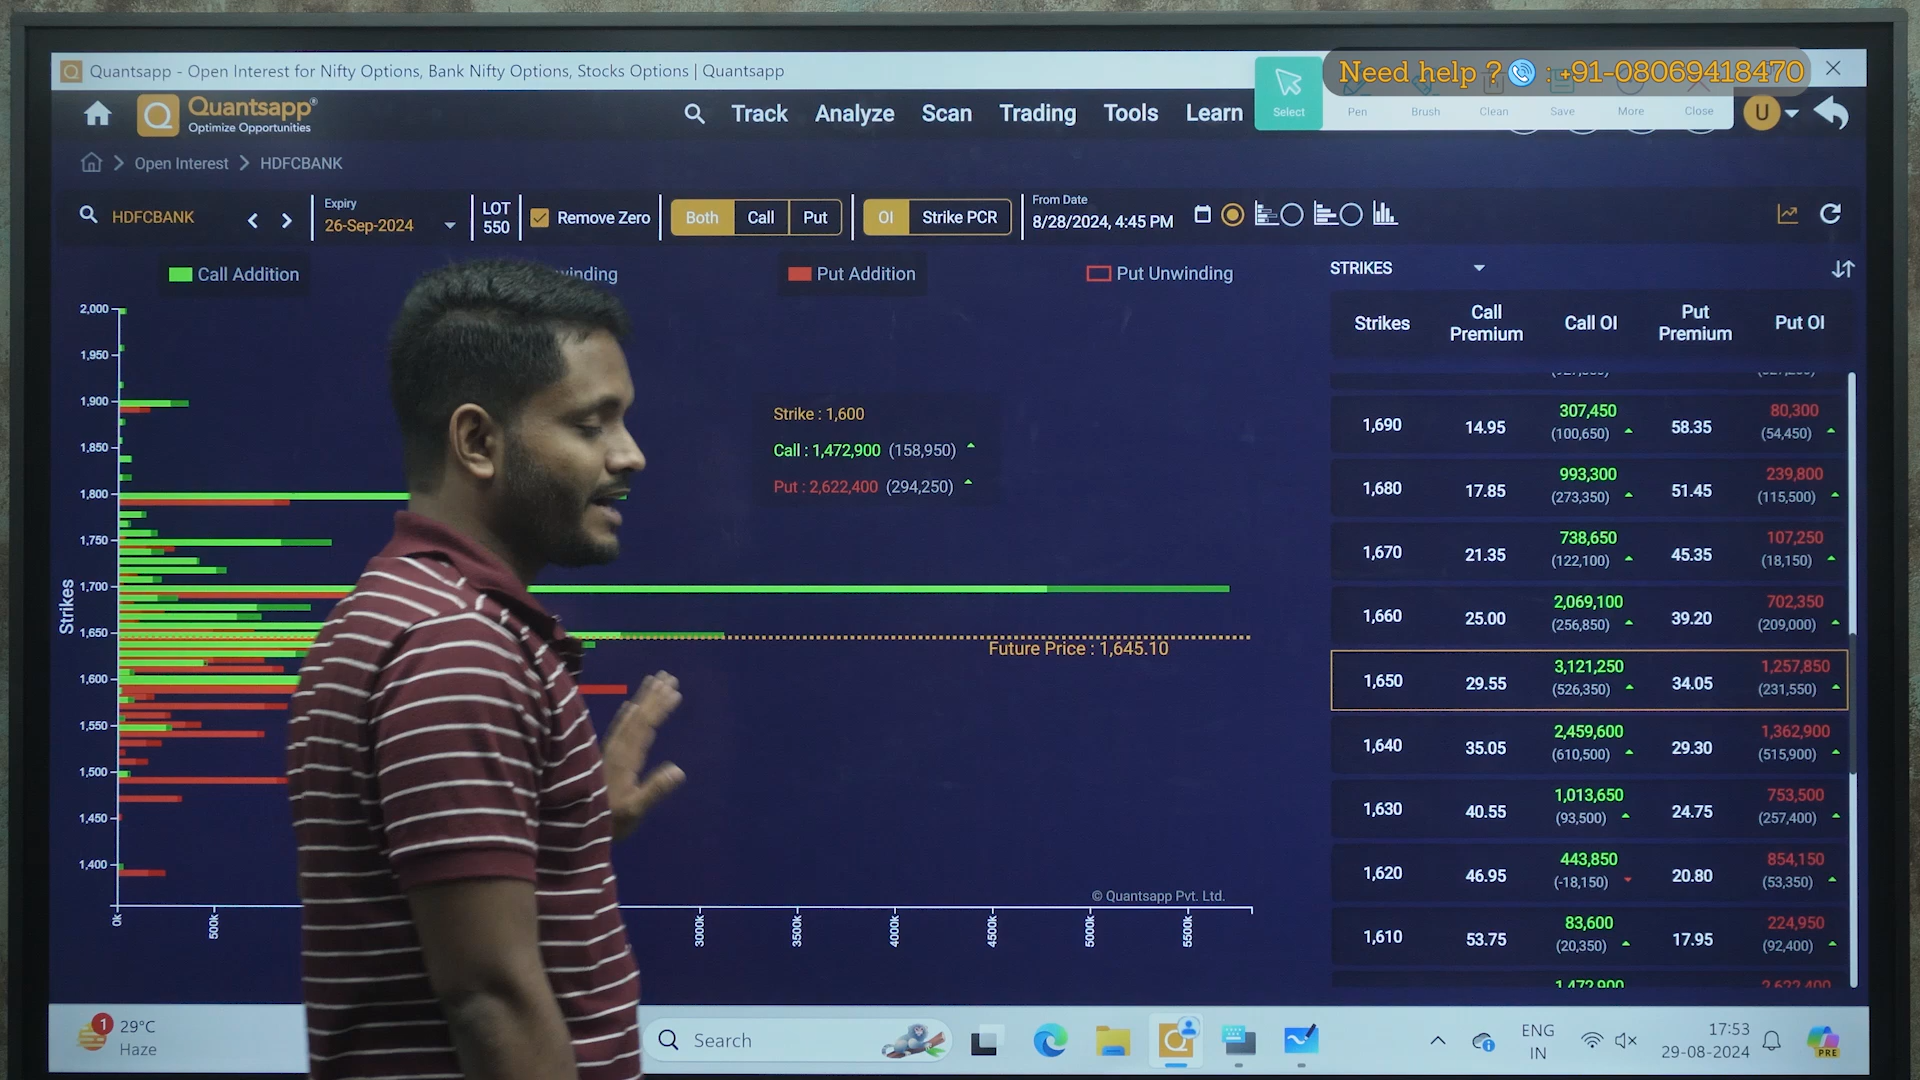 Quantsapp - Open Interest for Nifty Options, Bank Nifty Options, Stocks Options | Quantsapp
Need help ? : +91-08069418470
Select
Pen
Brush
Clean
Save
More
Close
Quantsapp®
Optimize Opportunities
Track
Analyze
Scan
Trading
Tools
Learn
U
Open Interest
HDFCBANK
HDFCBANK
Expiry
26-Sep-2024
LOT
550
Remove Zero
Both
Call
Put
OI
Strike PCR
From Date
8/28/2024, 4:45 PM
Call Addition
winding
Put Addition
Put Unwinding
STRIKES
Strikes
Call Premium
Call OI
Put Premium
Put OI
1,690 14.95 307,450 (100,650) 58.35 80,300 (54,450)
1,680 17.85 993,300 (273,350) 51.45 239,800 (115,500)
1,670 21.35 738,650 (122,100) 45.35 107,250 (18,150)
1,660 25.00 2,069,100 (256,850) 39.20 702,350 (209,000)
1,650 29.55 3,121,250 (526,350) 34.05 1,257,850 (231,550)
1,640 35.05 2,459,600 (610,500) 29.30 1,362,900 (515,900)
1,630 40.55 1,013,650 (93,500) 24.75 753,500 (257,400)
1,620 46.95 443,850 (-18,150) 20.80 854,150 (53,350)
1,610 53.75 83,600 (20,350) 17.95 224,950 (92,400)
1,472,900 2,622,400
Strike : 1,600
Call : 1,472,900 (158,950)
Put : 2,622,400 (294,250)
Future Price : 1,645.10
Strikes
2,000
1,950
1,900
1,850
1,800
1,750
1,700
1,650
1,600
1,550
1,500
1,450
1,400
0k
500k
3000k
3500k
4000k
4500k
5000k
5500k
© Quantsapp Pvt. Ltd.
1
29°C
Haze
Search
ENG
IN
17:53
29-08-2024
PRE